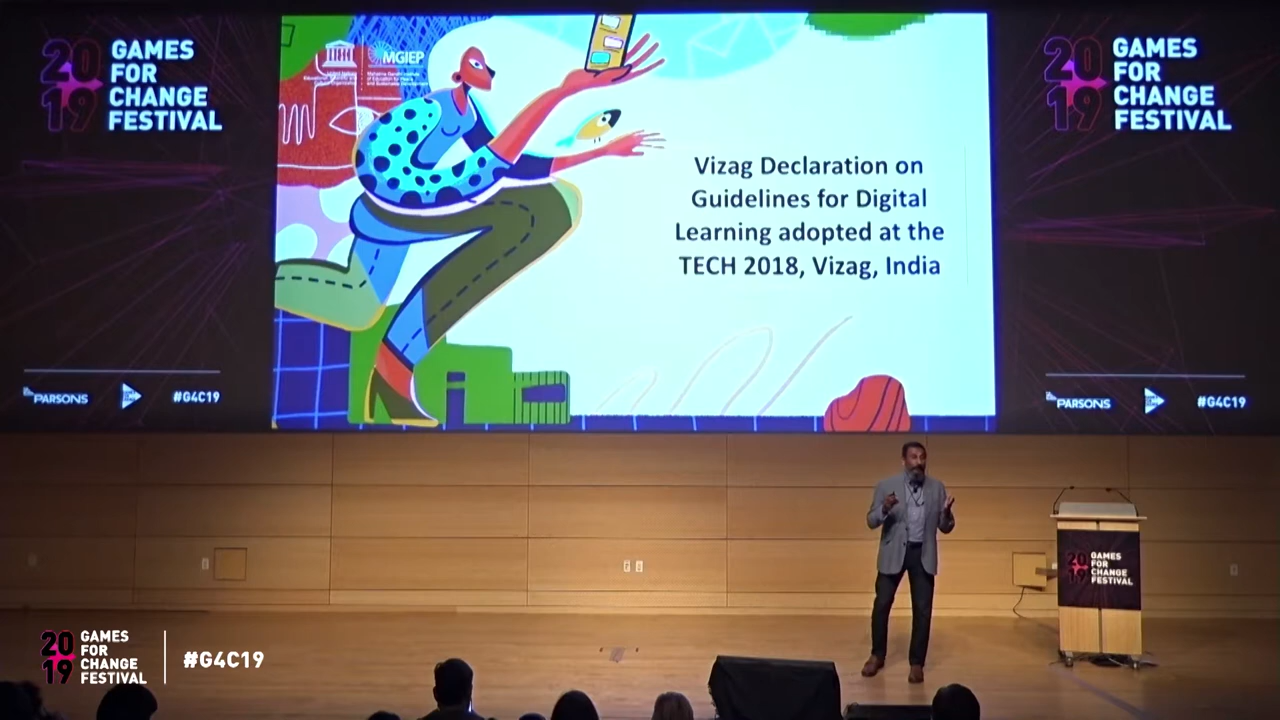 20
19
GAMES
FOR
CHANGE
FESTIVAL
PARSONS
#G4C19
MGIEP
Vizag Declaration on
Guidelines for Digital
Learning adopted at the
TECH 2018, Vizag, India
20
19
GAMES
FOR
CHANGE
FESTIVAL
PARSONS
#G4C19
20
19
GAMES
FOR
CHANGE
FESTIVAL
20
19
GAMES
FOR
CHANGE
FESTIVAL
#G4C19